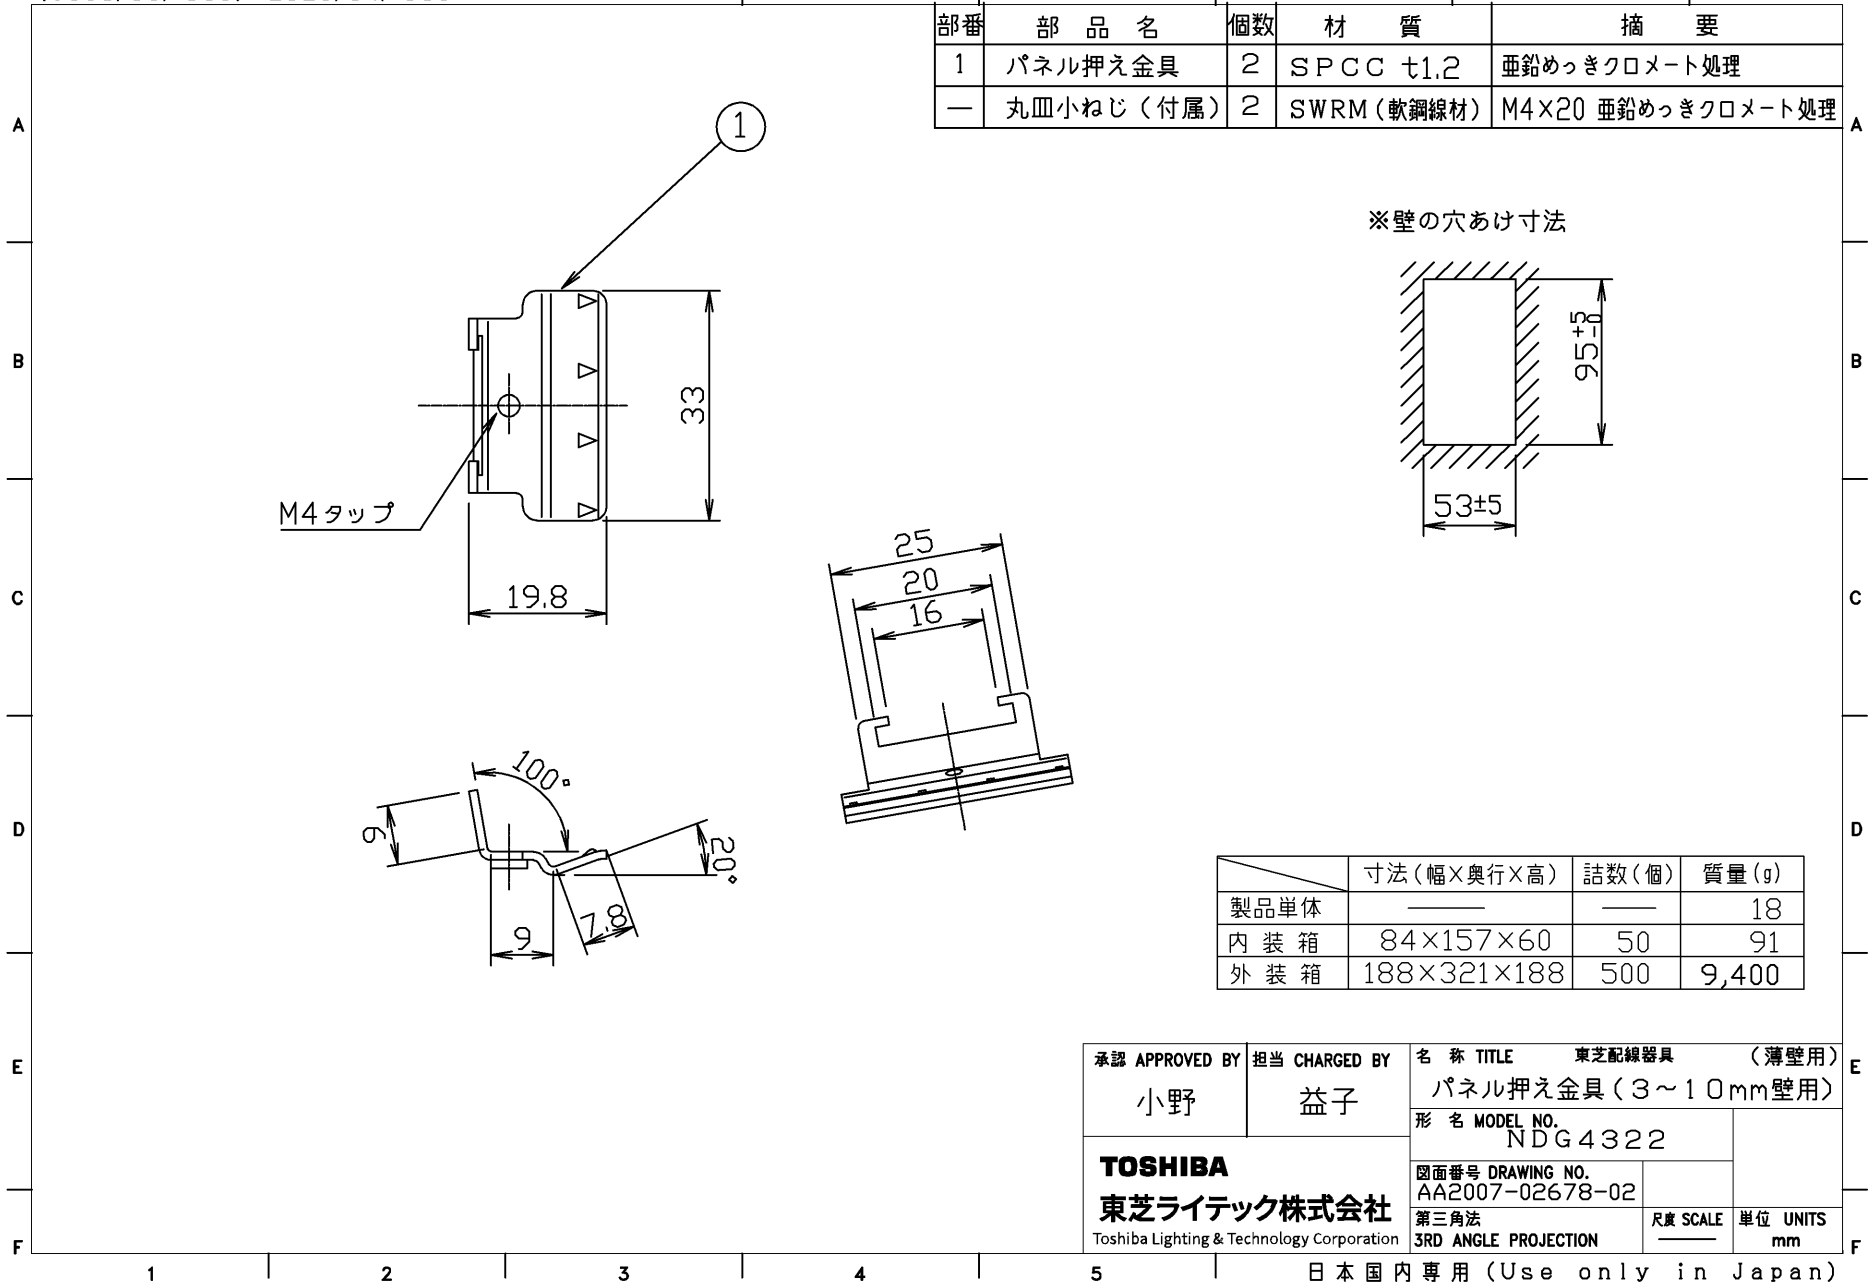 部番 部品名 個数 材質 摘要
1 パネル押え金具 2 SPCC t1.2 亜鉛めっきクロメート処理
― 丸皿小ねじ（付属） 2 SWRM（軟鋼線材） M4×20 亜鉛めっきクロメート処理
A
A
1
※壁の穴あけ寸法
B
B
33
95+5-0
M4タップ
53±5
19.8
C
C
25
20
16
100°
9
20°
7.8
9
D
D
寸法（幅×奥行×高） 詰数（個） 質量（g）
製品単体 ――― ―― 18
内装箱 84×157×60 50 91
外装箱 188×321×188 500 9,400
E
E
承認 APPROVED BY
小野
担当 CHARGED BY
益子
名称 TITLE 東芝配線器具 （薄壁用）
パネル押え金具（3～10mm壁用）
形名 MODEL NO.
NDG4322
TOSHIBA
東芝ライテック株式会社
Toshiba Lighting & Technology Corporation
図面番号 DRAWING NO.
AA2007-02678-02
第三角法
3RD ANGLE PROJECTION
尺度 SCALE
―――
単位 UNITS
mm
F
F
1 2 3 4 5
日本国内専用（Use only in Japan）